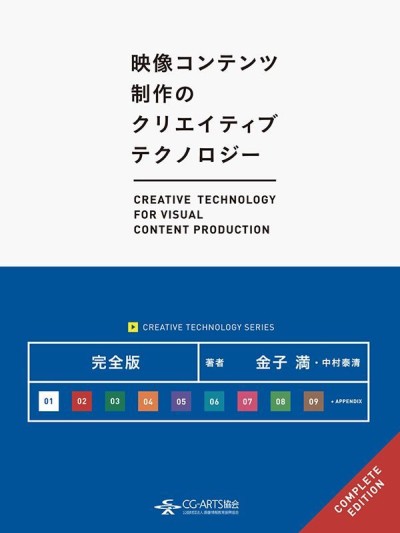 映像コンテンツ
制作の
クリエイティブ
テクノロジー
CREATIVE TECHNOLOGY
FOR VISUAL
CONTENT PRODUCTION
CREATIVE TECHNOLOGY SERIES
完全版 著者 金子 満・中村泰清
01 02 03 04 05 06 07 08 09 + APPENDIX
COMPLETE
EDITION
CG-ARTS協会